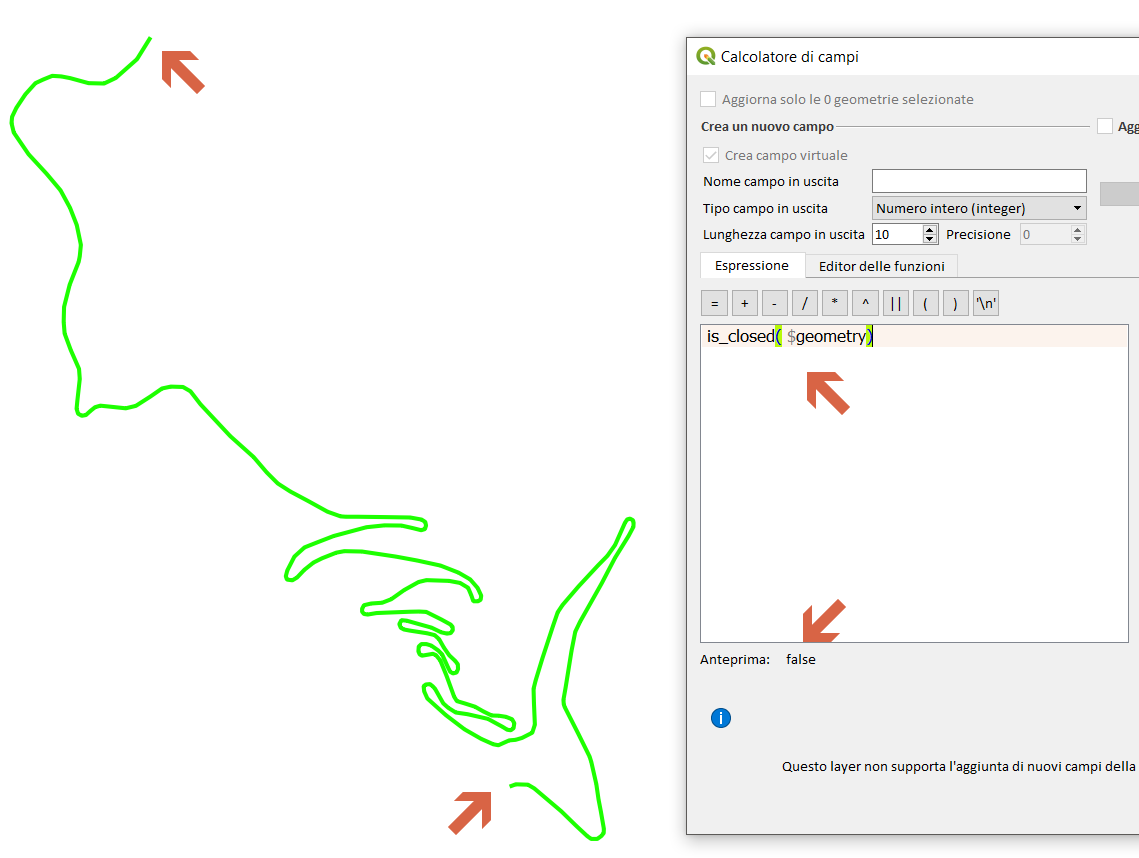 Calcolatore di campi
Aggiorna solo le 0 geometrie selezionate
Crea un nuovo campo
Agg
Crea campo virtuale
Nome campo in uscita
Tipo campo in uscita Numero intero (integer)
Lunghezza campo in uscita 10 Precisione 0
Espressione Editor delle funzioni
= + - / * ^ || ( ) '\n'
is_closed( $geometry)
Anteprima: false
i
Questo layer non supporta l'aggiunta di nuovi campi della